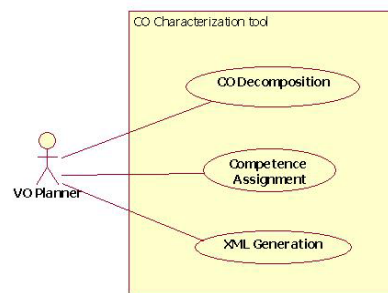 CO Characterization tool
CO Decomposition
VO Planner
Competence
Assignment
XML Generation